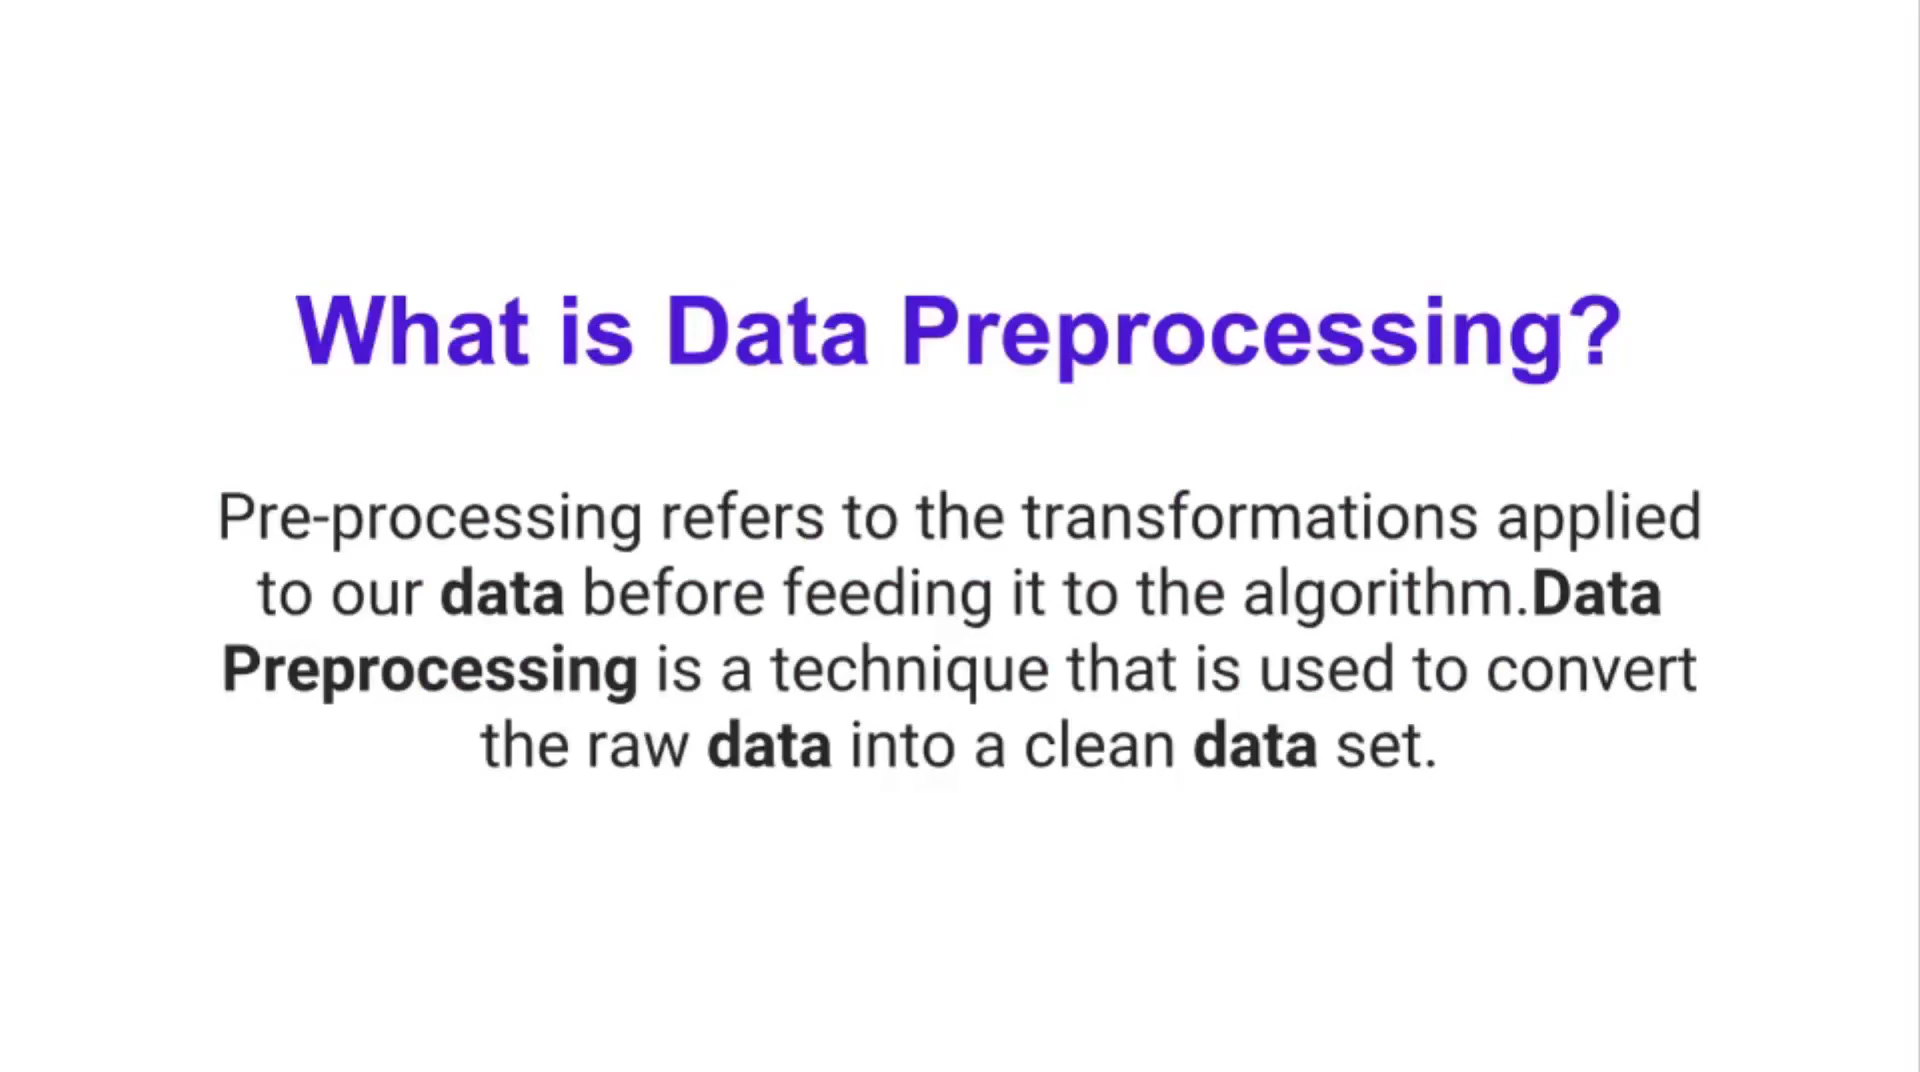 What is Data Preprocessing?
Pre-processing refers to the transformations applied
to our data before feeding it to the algorithm.Data
Preprocessing is a technique that is used to convert
the raw data into a clean data set.